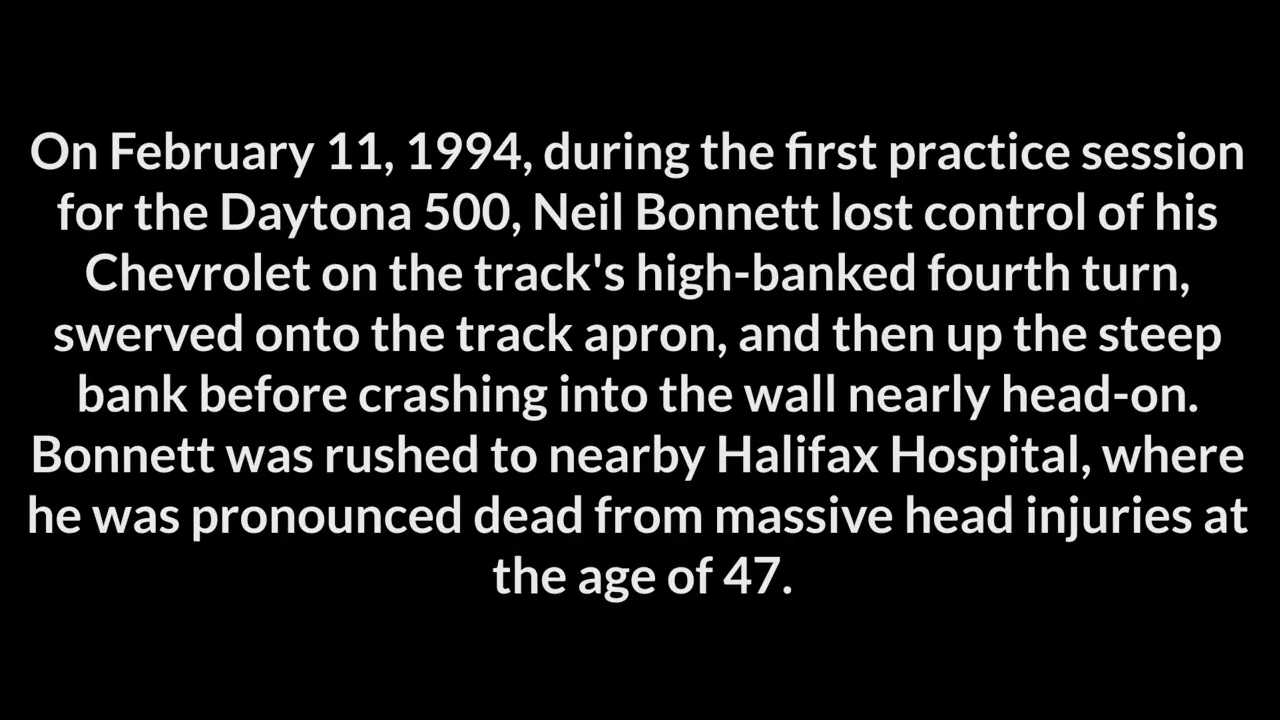 On February 11, 1994, during the first practice session
for the Daytona 500, Neil Bonnett lost control of his
Chevrolet on the track's high-banked fourth turn,
swerved onto the track apron, and then up the steep
bank before crashing into the wall nearly head-on.
Bonnett was rushed to nearby Halifax Hospital, where
he was pronounced dead from massive head injuries at
the age of 47.